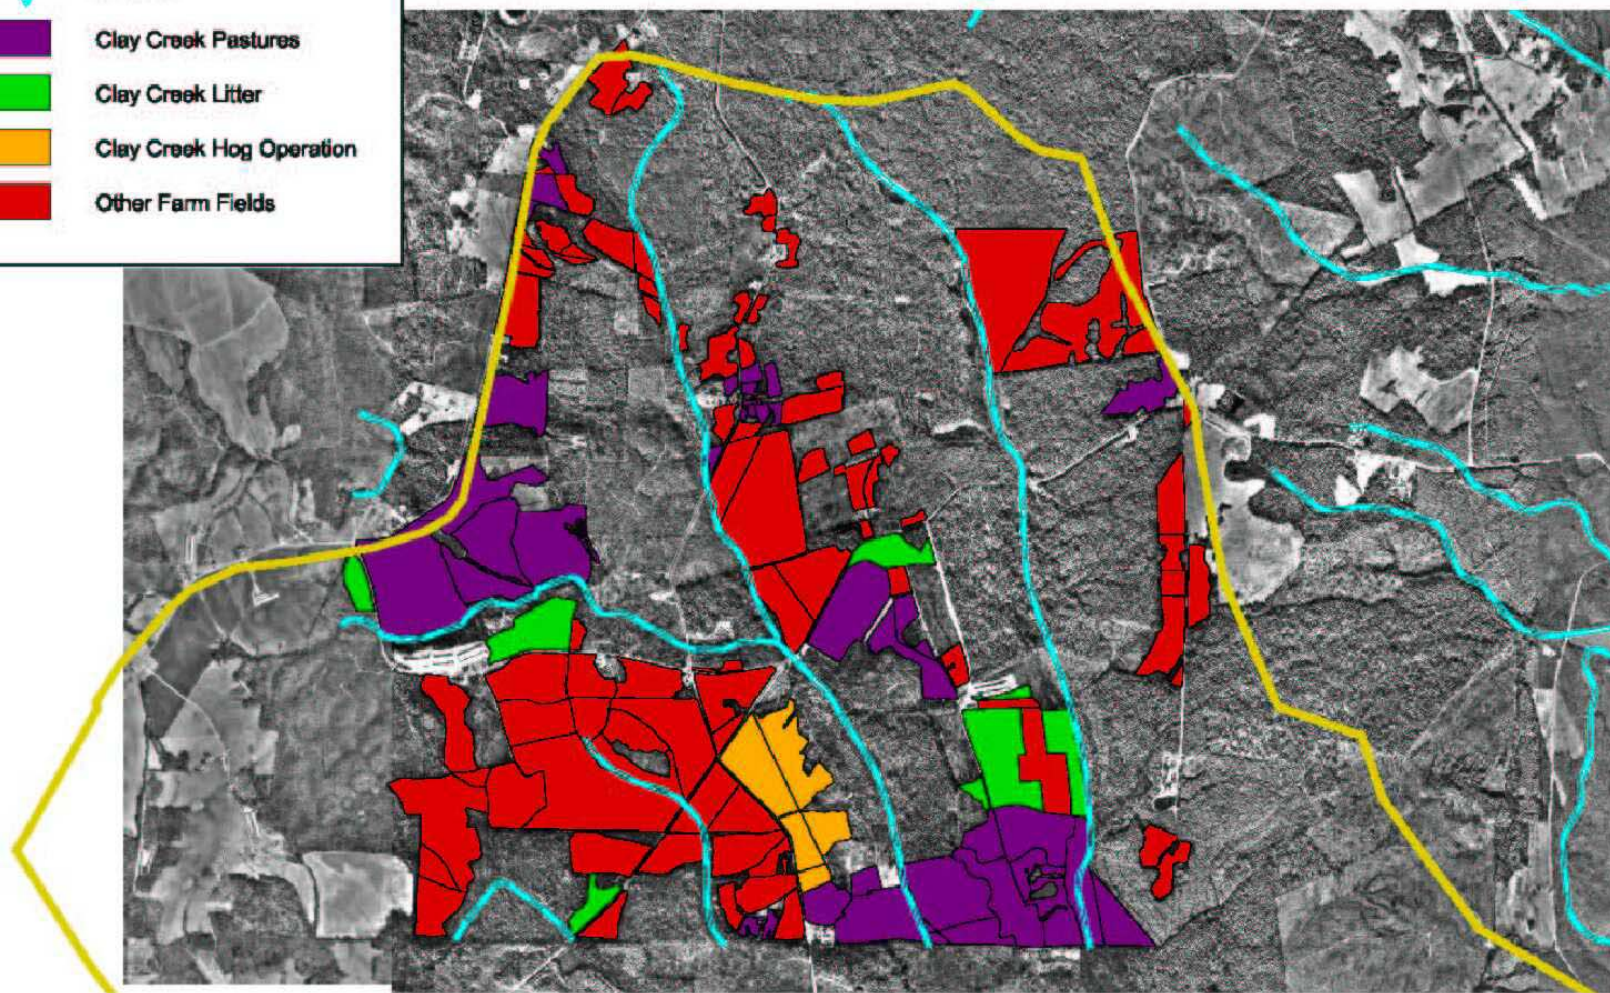 Clay Creek Pastures
Clay Creek Litter
Clay Creek Hog Operation
Other Farm Fields